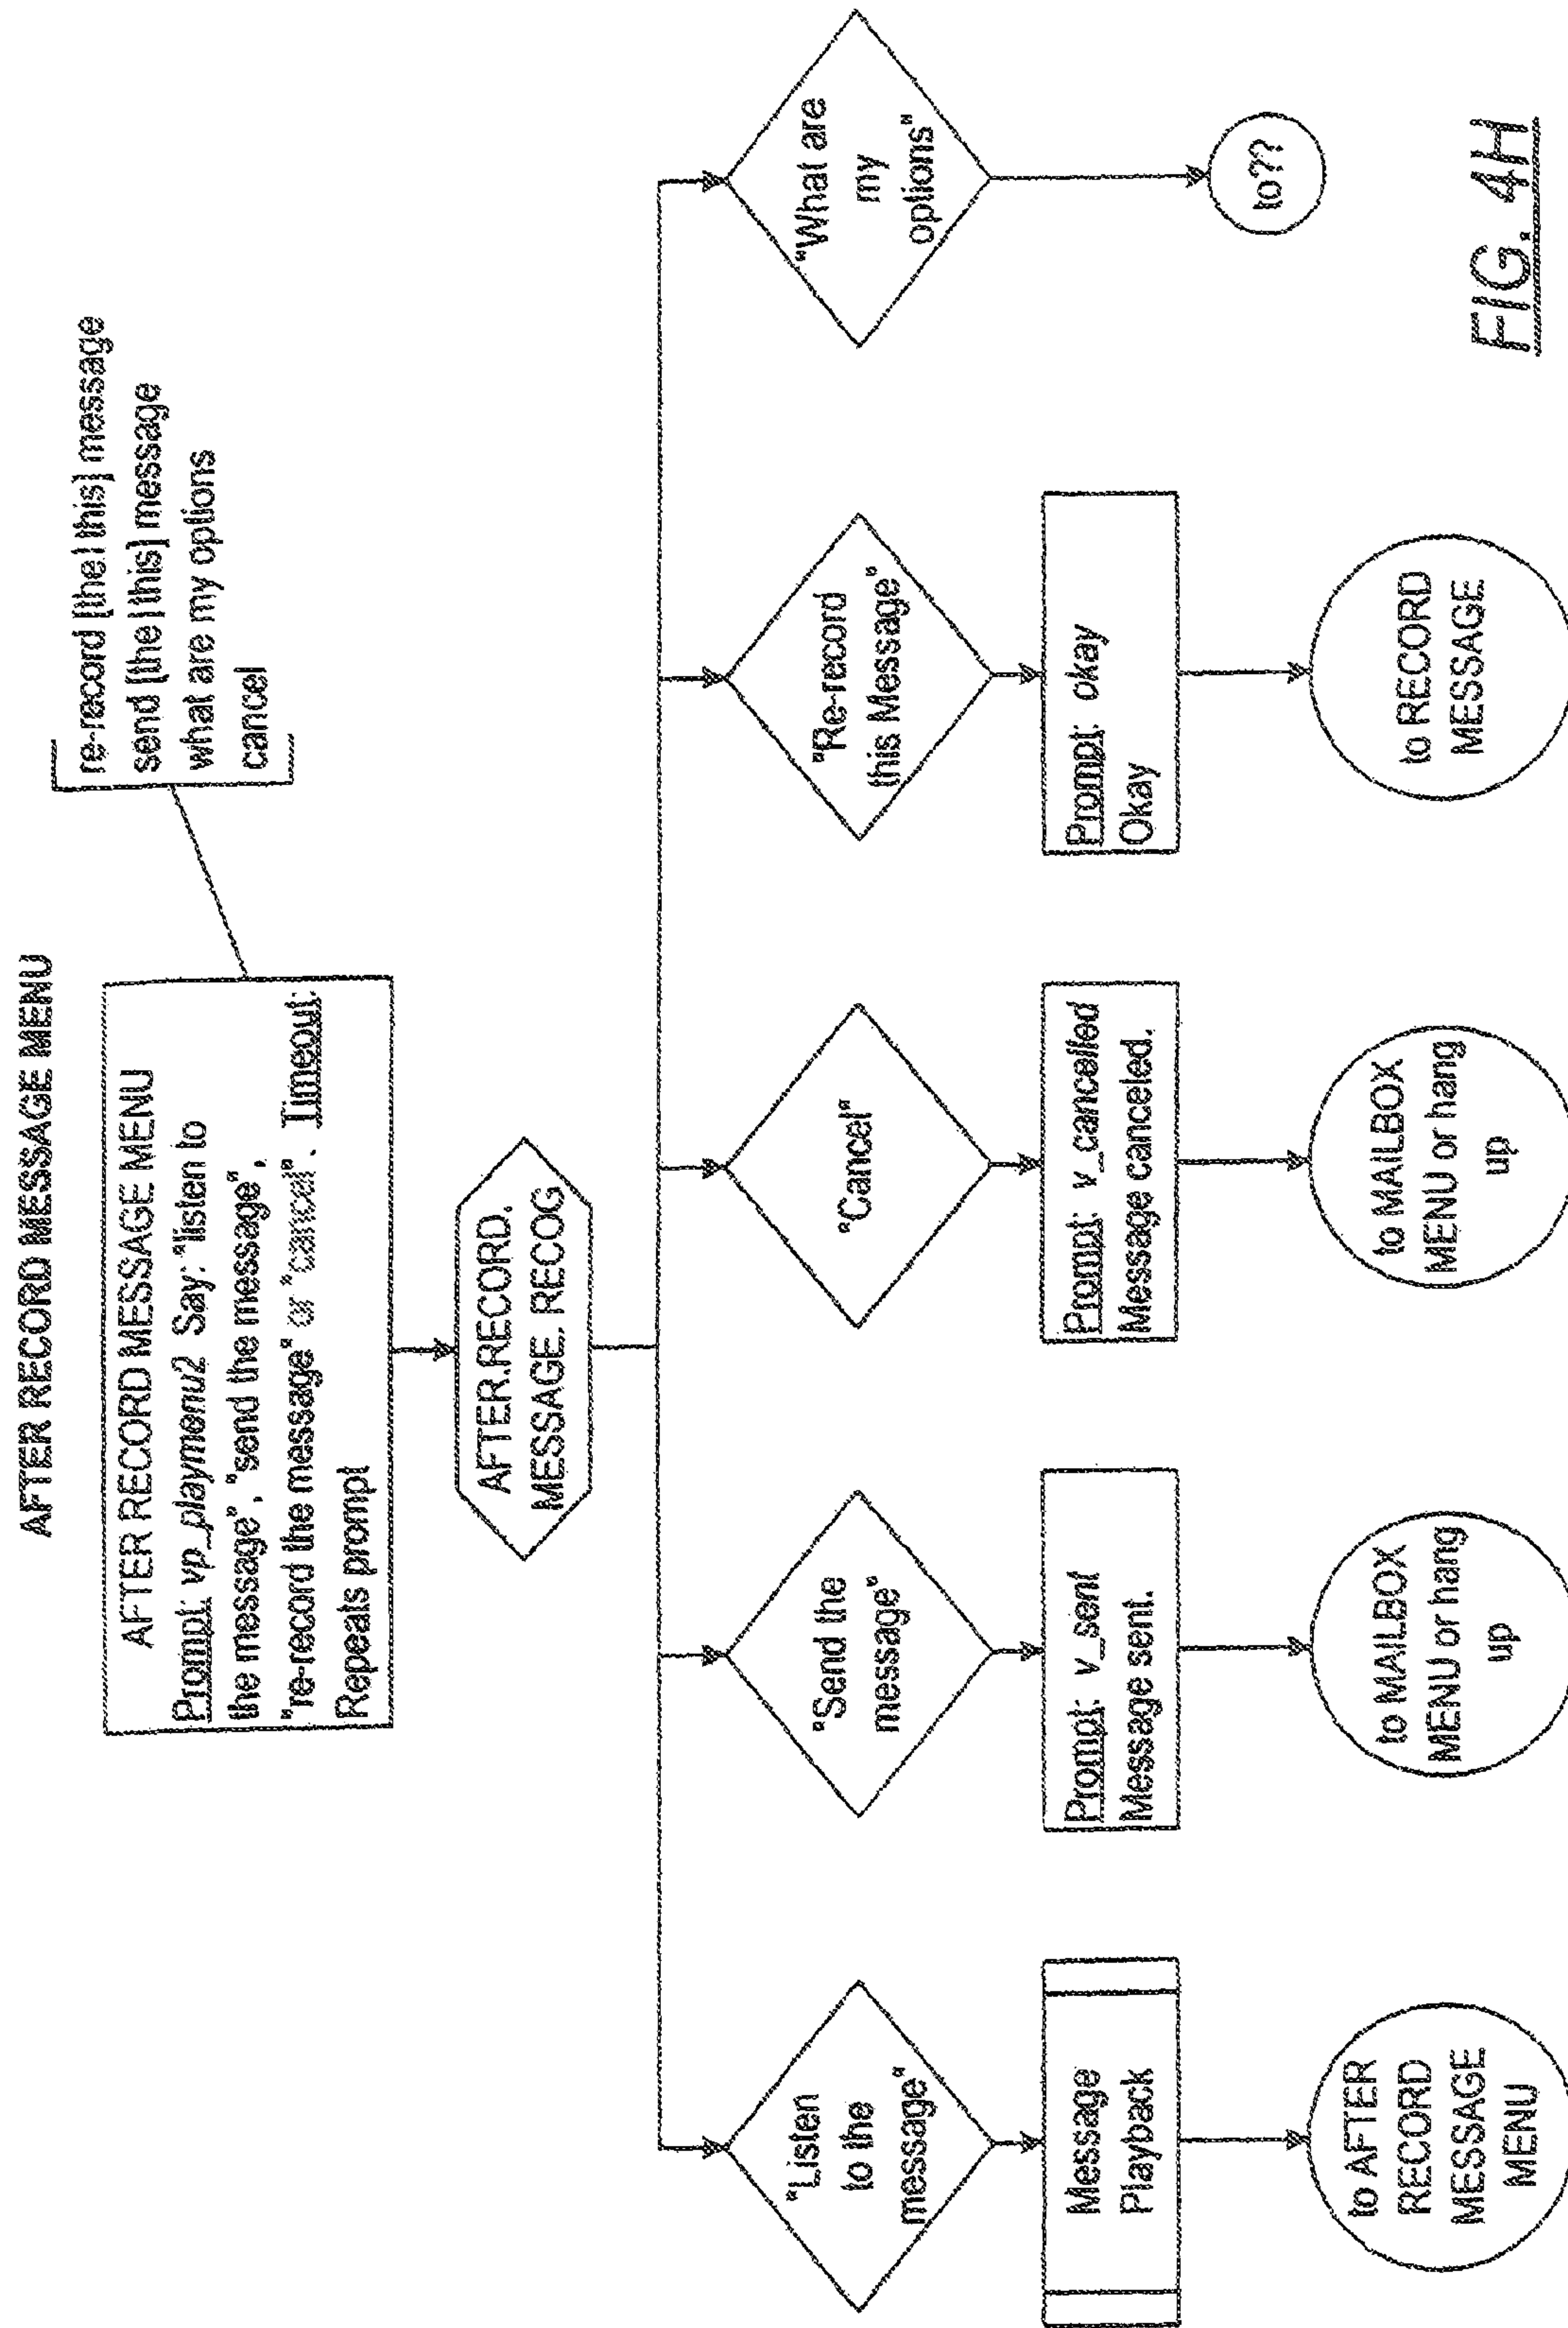 AFTER RECORD MESSAGE MENU
AFTER RECORD MESSAGE MENU
Prompt: vp_playmenu2 Say: "listen to
the message", "send the message",
"re-record the message" or "cancel". Timeout:
Repeats prompt
re-record [the | this] message
send [the | this] message
what are my options
cancel
AFTER.RECORD.
MESSAGE. RECOG
"Listen
to the
message"
"Send the
message"
"Cancel"
"Re-record
this Message"
"What are
my
options"
Message
Playback
Prompt: v_sent
Message sent.
Prompt: v_cancelled
Message canceled.
Prompt: okay
Okay
to??
to AFTER
RECORD
MESSAGE
MENU
to MAILBOX
MENU or hang
up
to MAILBOX
MENU or hang
up
to RECORD
MESSAGE
FIG. 4H